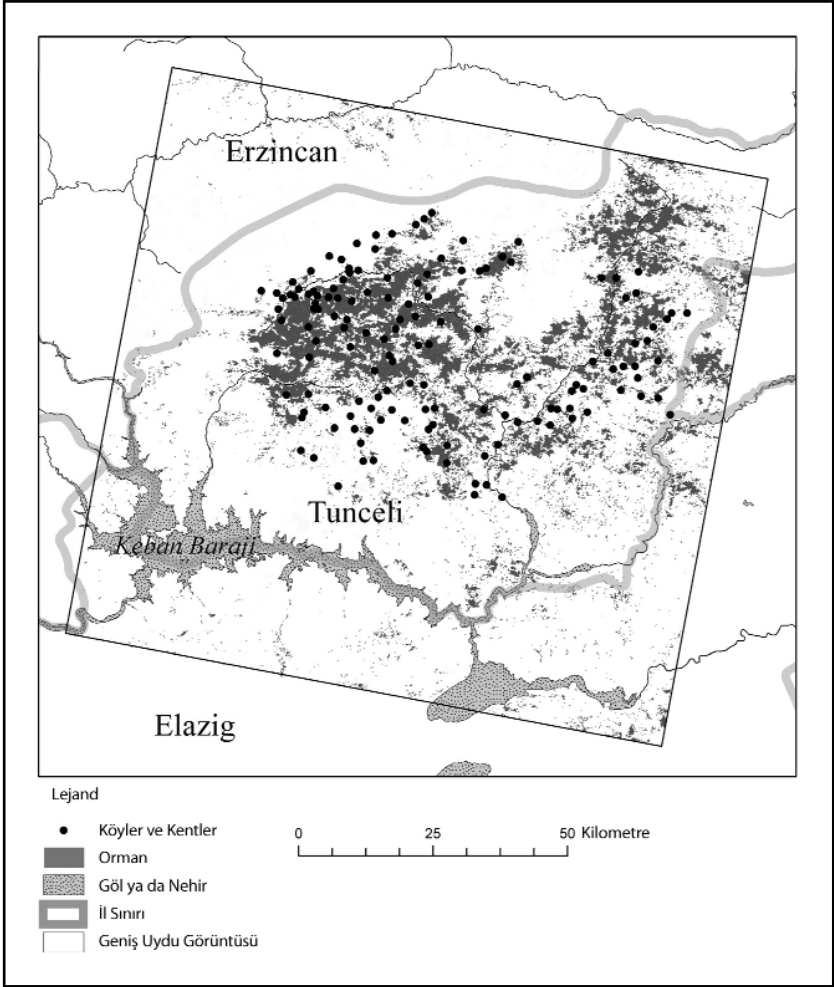 Erzincan
Tunceli
Keban Baraji
Elazig
Lejand
Köyler ve Kentler
Orman
Göl ya da Nehir
İl Sınırı
Geniş Uydu Görüntüsü
0 25 50 Kilometre